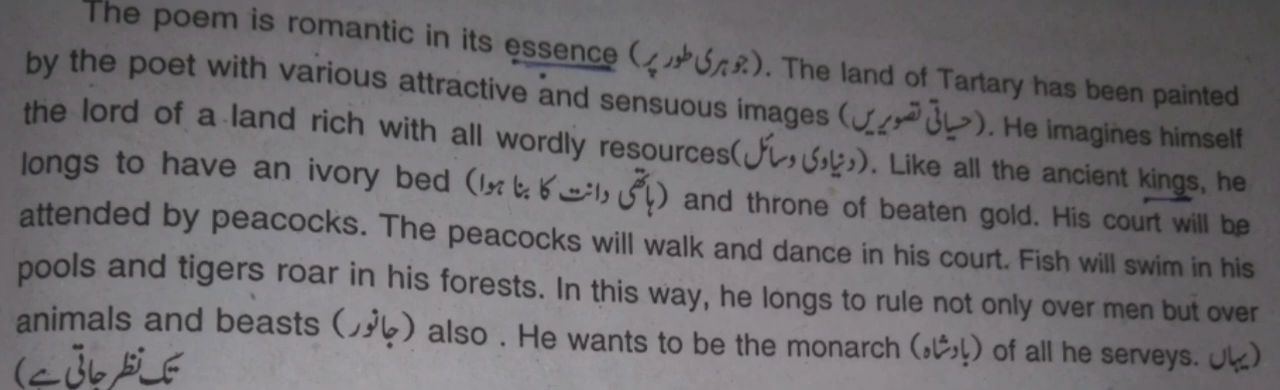 The poem is romantic in its essence (جوہری طور پر). The land of Tartary has been painted
by the poet with various attractive and sensuous images (حسیاتی تصویریں). He imagines himself
the lord of a land rich with all wordly resources(دنیاوی وسائل). Like all the ancient kings, he
longs to have an ivory bed (ہاتھی دانت کا بنا ہوا) and throne of beaten gold. His court will be
attended by peacocks. The peacocks will walk and dance in his court. Fish will swim in his
pools and tigers roar in his forests. In this way, he longs to rule not only over men but over
animals and beasts (جانور) also . He wants to be the monarch (بادشاہ) of all he serveys. (یہاں
تک نظر جاتی ہے)